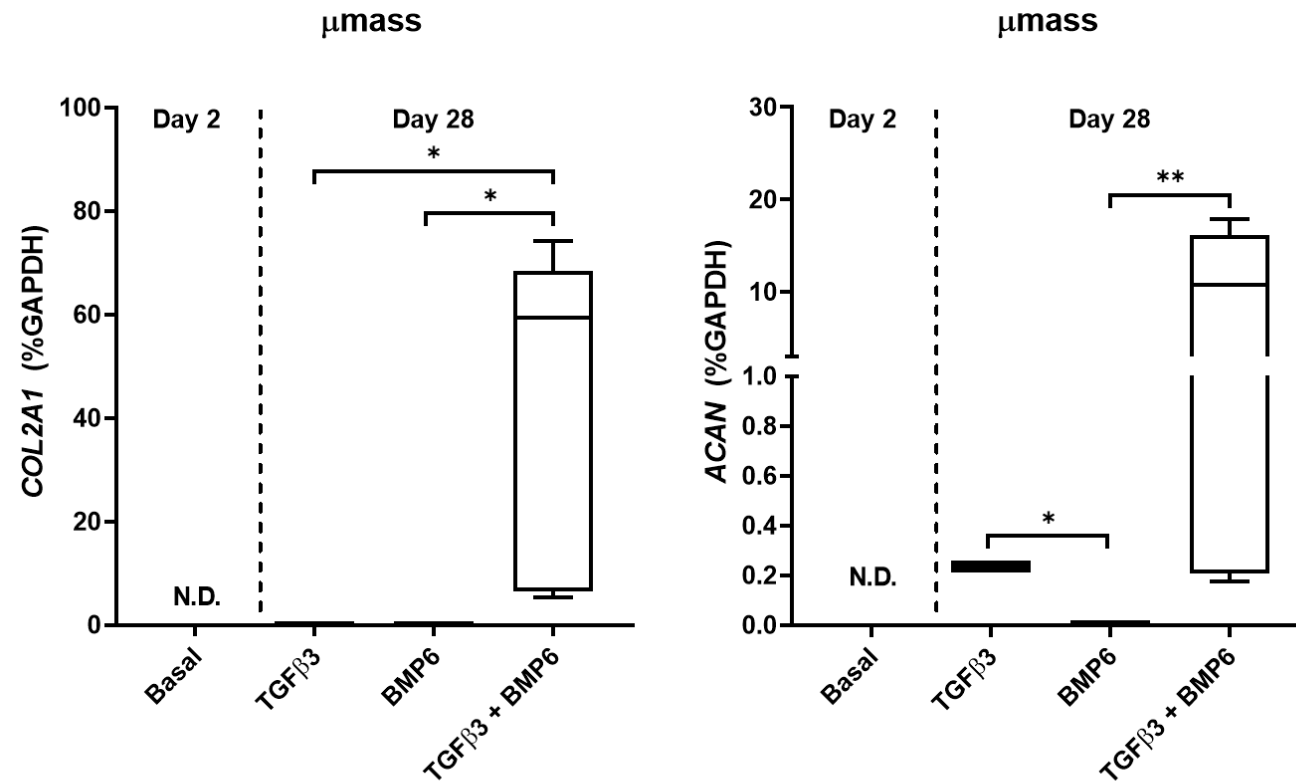 μmass
100
80
60
40
20
0
COL2A1 (%GAPDH)
Day 2
Day 28
*
*
N.D.
Basal
TGFβ3
BMP6
TGFβ3 + BMP6
μmass
30
20
10
1.0
0.8
0.6
0.4
0.2
0.0
ACAN (%GAPDH)
Day 2
Day 28
**
*
N.D.
Basal
TGFβ3
BMP6
TGFβ3 + BMP6